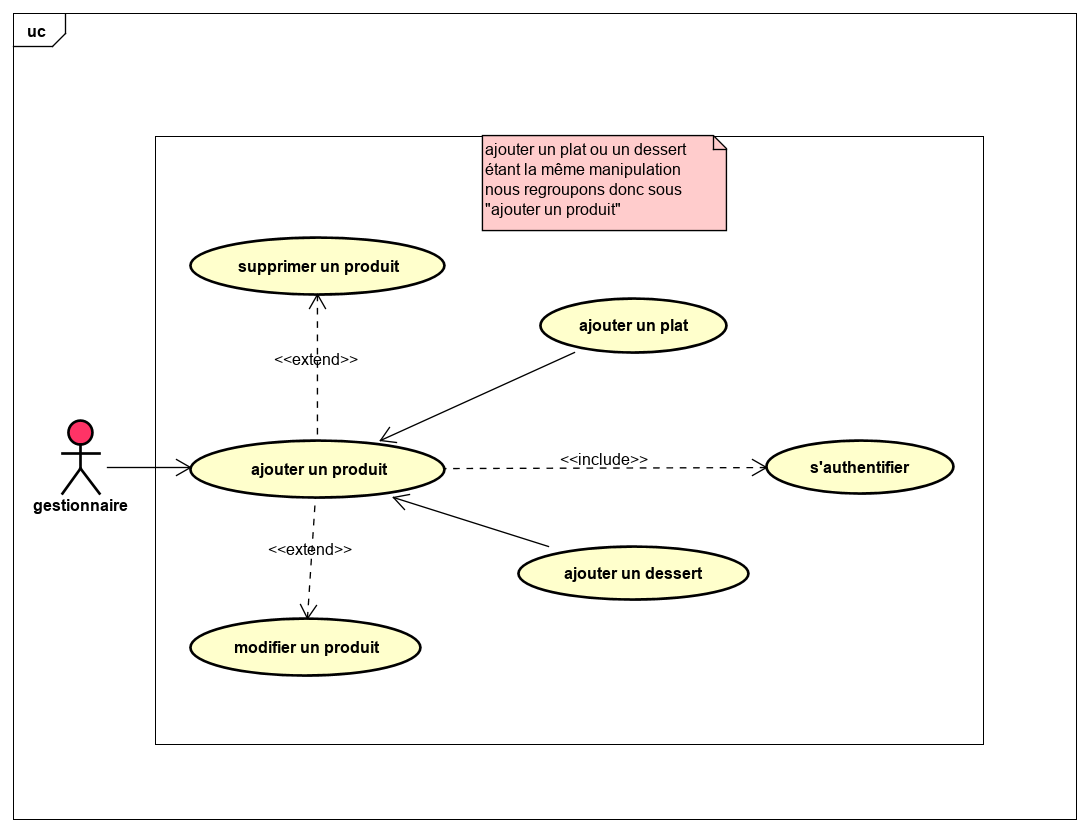 uc
ajouter un plat ou un dessert
étant la même manipulation
nous regroupons donc sous
"ajouter un produit"
supprimer un produit
ajouter un plat
<<extend>>
<<include>>
s'authentifier
ajouter un produit
gestionnaire
<<extend>>
ajouter un dessert
modifier un produit